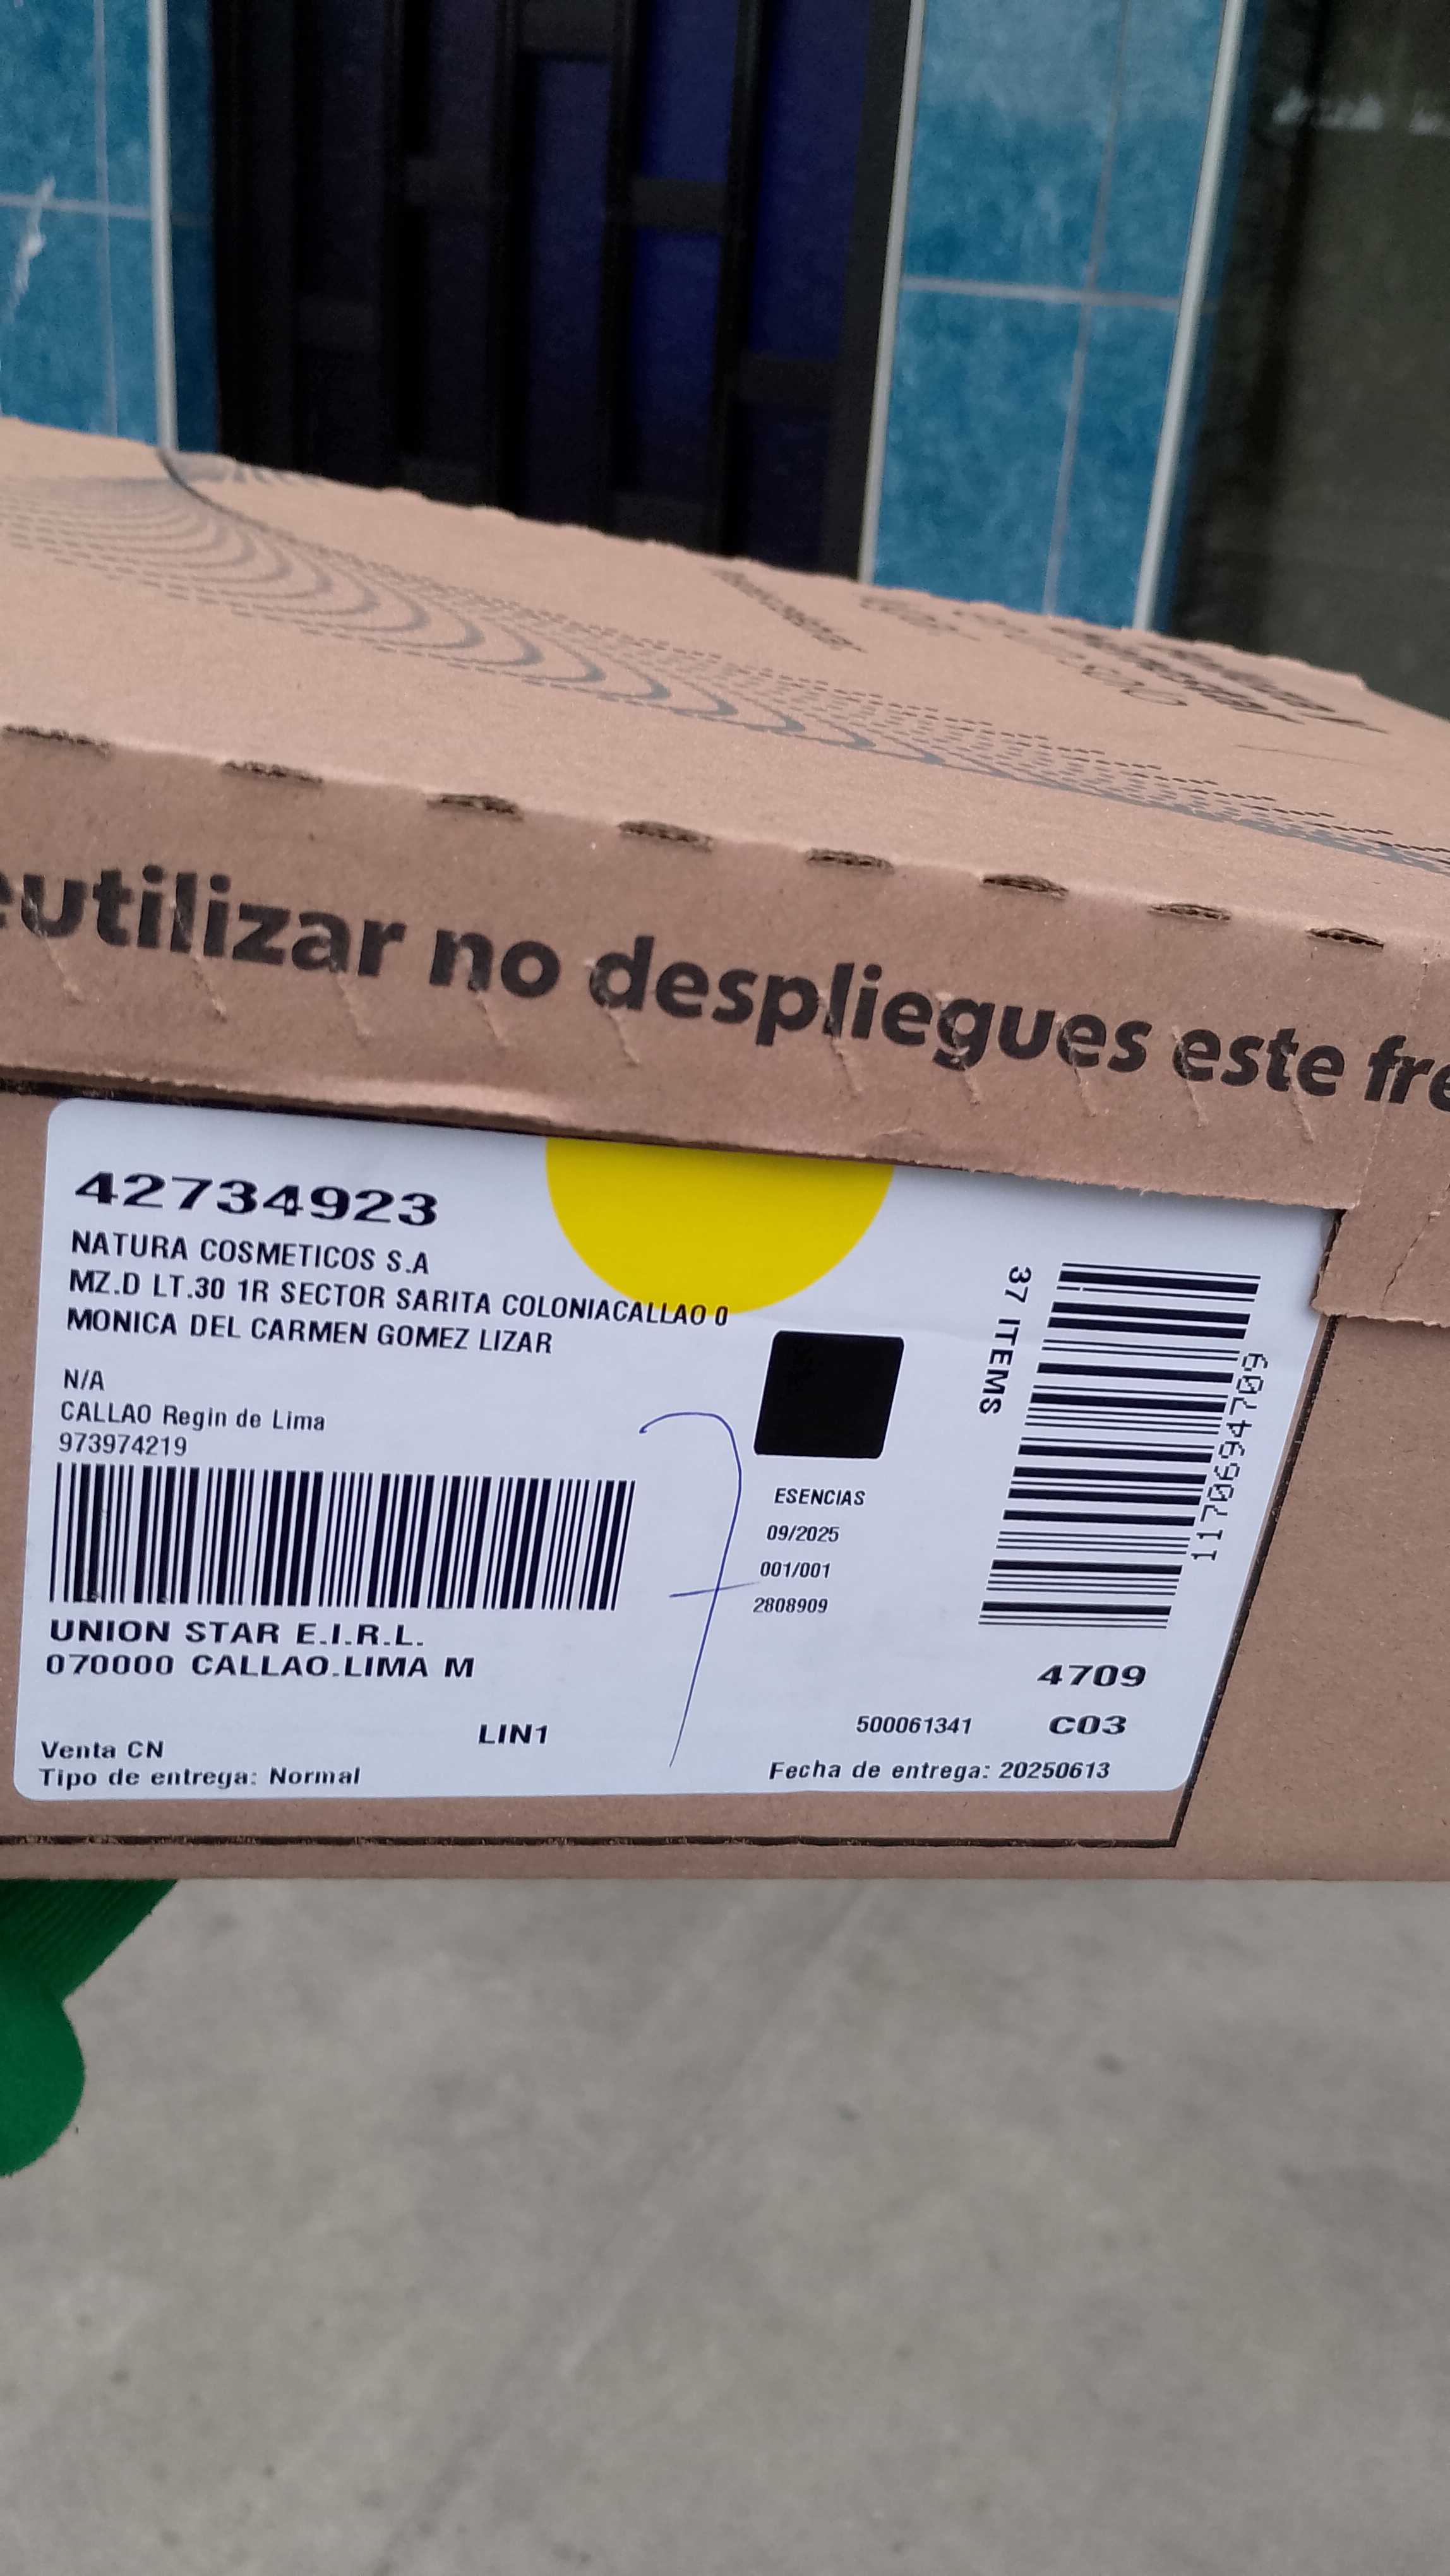 eutilizar no despliegues este fre
42734923
NATURA COSMETICOS S.A
MZ.D LT.30 1R SECTOR SARITA COLONIACALLAO 0
MONICA DEL CARMEN GOMEZ LIZAR
N/A
CALLAO Regin de Lima
973974219
UNION STAR E.I.R.L.
070000 CALLAO.LIMA M
LIN1
Venta CN
Tipo de entrega: Normal
7
ESENCIAS
09/2025
001/001
2808909
37 ITEMS
1170694674709
4709
500061341 C03
Fecha de entrega: 20250613